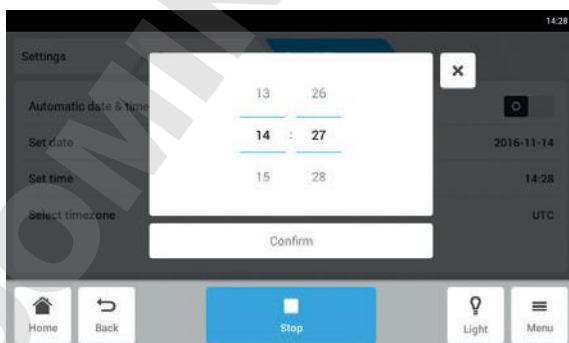 14:28
Settings
Automatic date & time
Set date 2016-11-14
Set time 14:28
Select timezone UTC
13 26
14 : 27
15 28
Confirm
Home Back Stop Light Menu